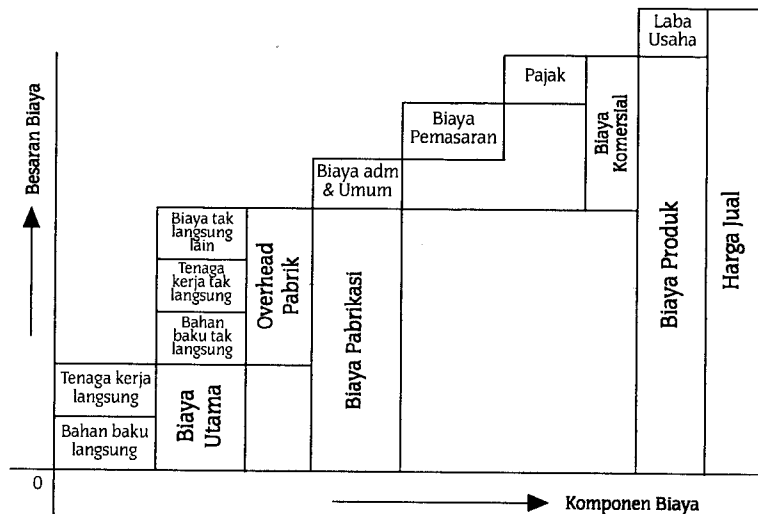 Laba
Usaha
Pajak
Biaya
Pemasaran
Biaya
Komersial
Biaya adm
& Umum
Besaran Biaya
Biaya tak
langsung
lain
Tenaga
kerja tak
langsung
Bahan
baku tak
langsung
Overhead
Pabrik
Biaya Pabrikasi
Biaya Produk
Harga Jual
Tenaga kerja
langsung
Bahan baku
langsung
Biaya
Utama
0
Komponen Biaya